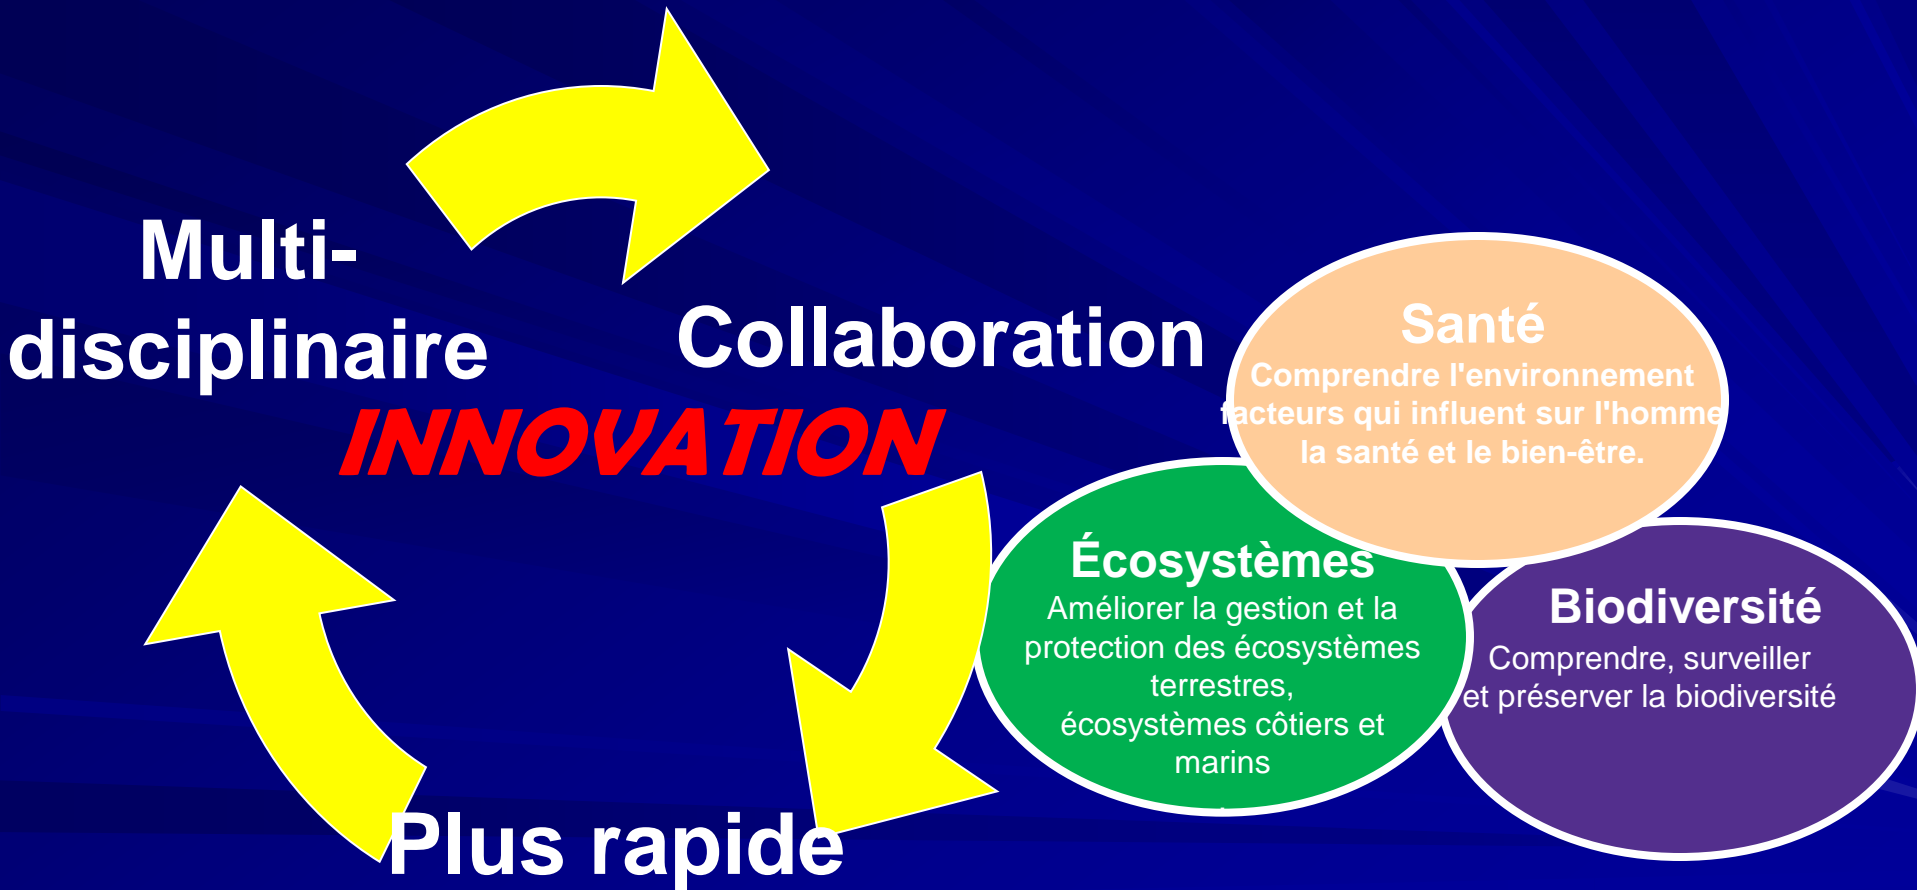 Multi-
disciplinaire
Collaboration
INNOVATION
Plus rapide
Santé
Comprendre l'environnement
facteurs qui influent sur l'homme
la santé et le bien-être.
Écosystèmes
Améliorer la gestion et la
protection des écosystèmes
terrestres,
écosystèmes côtiers et
marins
.
Biodiversité
Comprendre, surveiller
et préserver la biodiversité